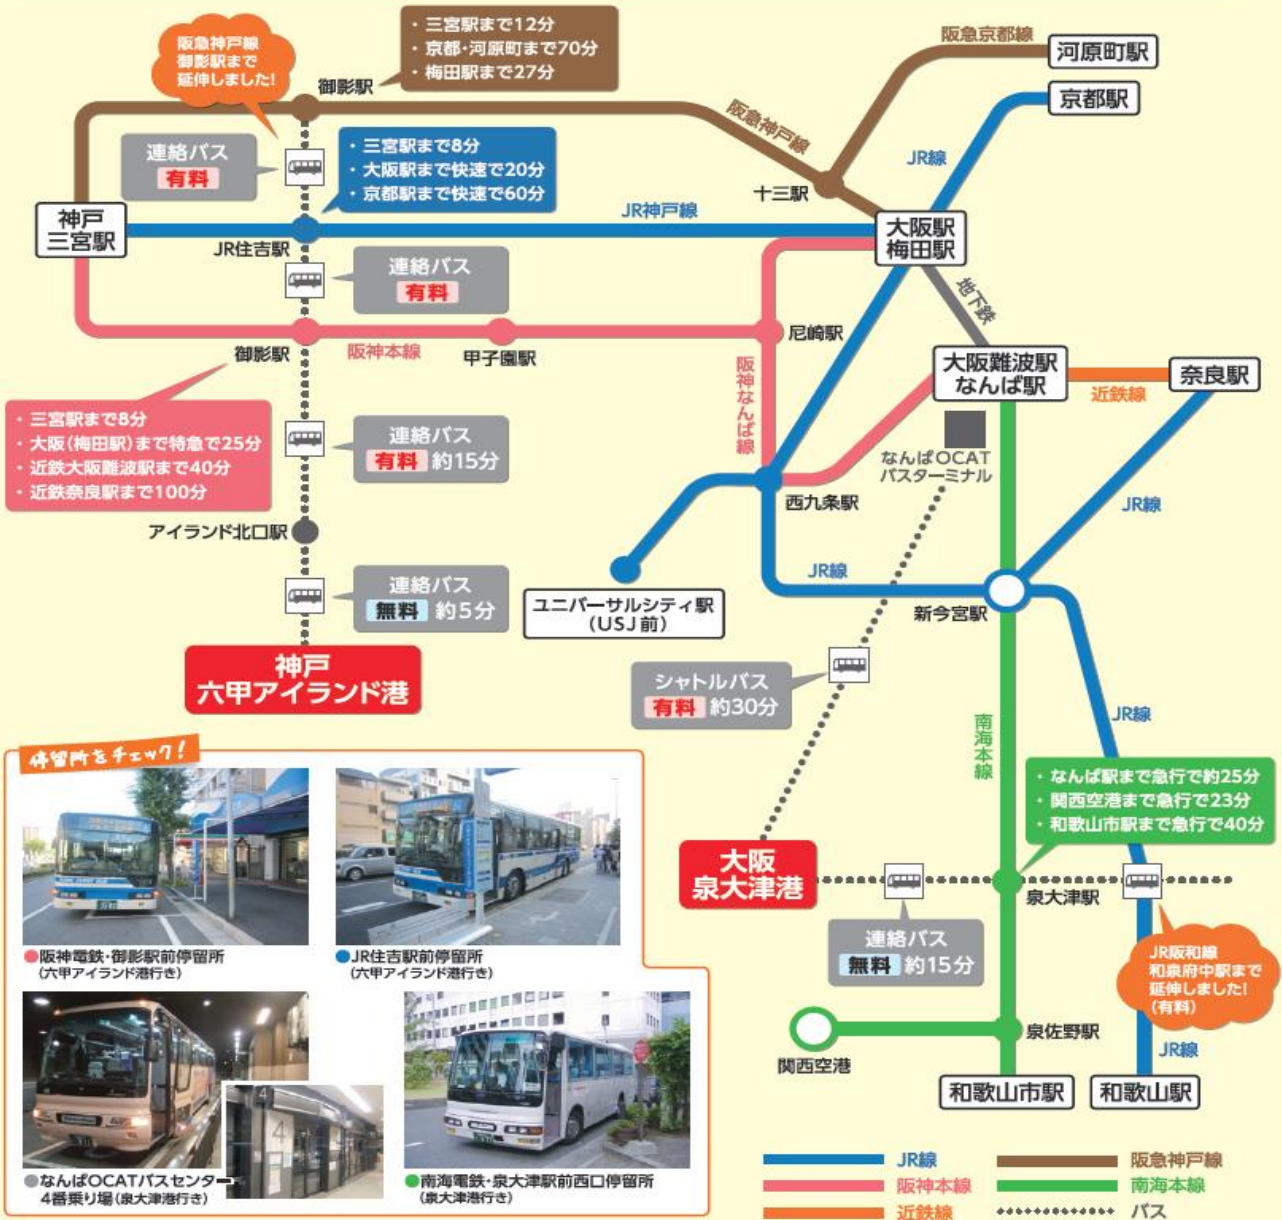 ・三宮駅まで12分
・京都・河原町まで70分
・梅田駅まで27分
阪急神戸線
御影駅まで
延伸しました!
御影駅
阪急京都線
河原町駅
京都駅
阪急神戸線
JR線
連絡バス
有料
・三宮駅まで8分
・大阪駅まで快速で20分
・京都駅まで快速で60分
十三駅
神戸
三宮駅
JR神戸線
大阪駅
梅田駅
JR住吉駅
連絡バス
有料
地下鉄
御影駅
阪神本線
甲子園駅
尼崎駅
阪神なんば線
大阪難波駅
なんば駅
近鉄線
奈良駅
・三宮駅まで8分
・大阪(梅田駅)まで特急で25分
・近鉄大阪難波駅まで40分
・近鉄奈良駅まで100分
連絡バス
有料 約15分
なんばOCAT
バスターミナル
西九条駅
JR線
アイランド北口駅
連絡バス
無料 約5分
ユニバーサルシティ駅
(USJ前)
JR線
新今宮駅
神戸
六甲アイランド港
シャトルバス
有料 約30分
JR線
南海本線
・なんば駅まで急行で約25分
・関西空港まで急行で23分
・和歌山市駅まで急行で40分
大阪
泉大津港
泉大津駅
連絡バス
無料 約15分
JR阪和線
和泉府中駅まで
延伸しました!
(有料)
泉佐野駅
関西空港
JR線
和歌山市駅
和歌山駅
停留所をチェック!
●阪神電鉄・御影駅前停留所
(六甲アイランド港行き)
●JR住吉駅前停留所
(六甲アイランド港行き)
4
4
●なんばOCATバスセンター
4番乗り場(泉大津港行き)
●南海電鉄・泉大津駅前西口停留所
(泉大津港行き)
JR線
阪急神戸線
阪神本線
南海本線
近鉄線
バス